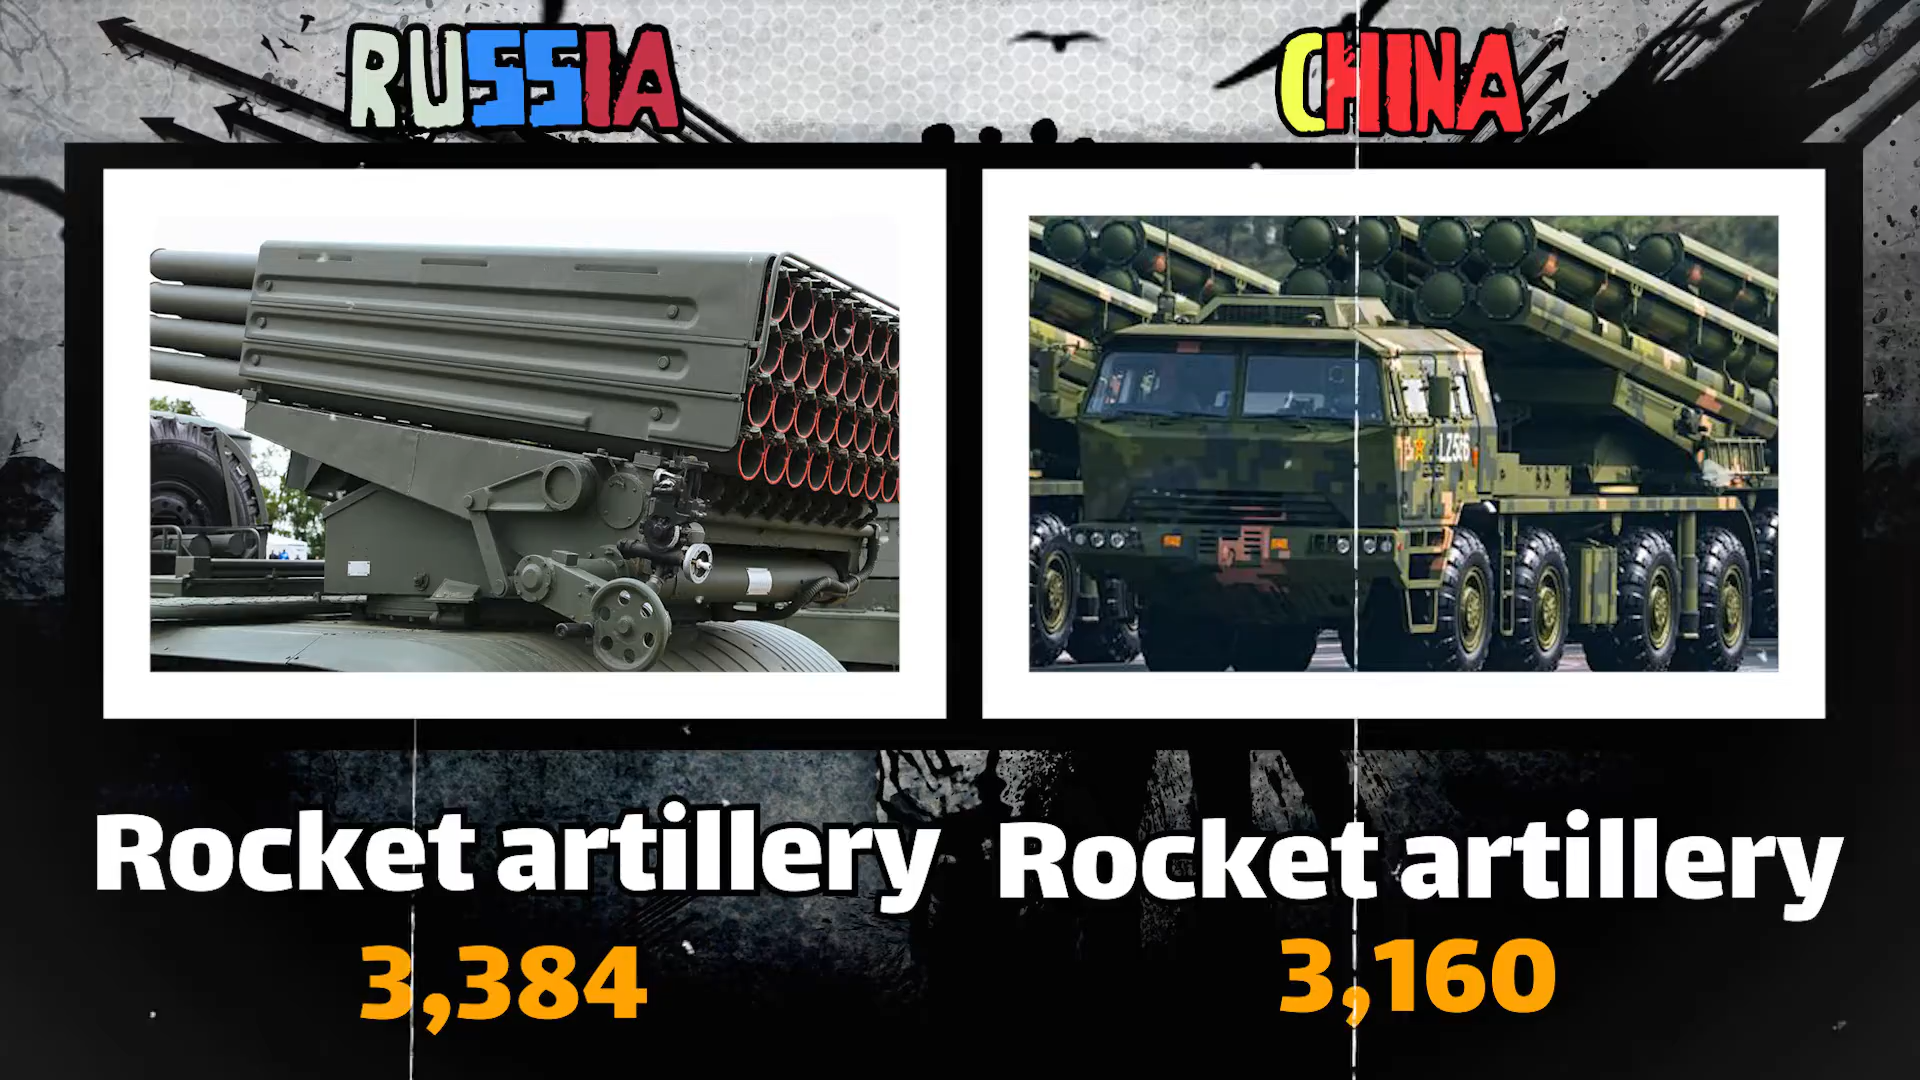 RUSSIA
CHINA
Rocket artillery
Rocket artillery
3,384
3,160